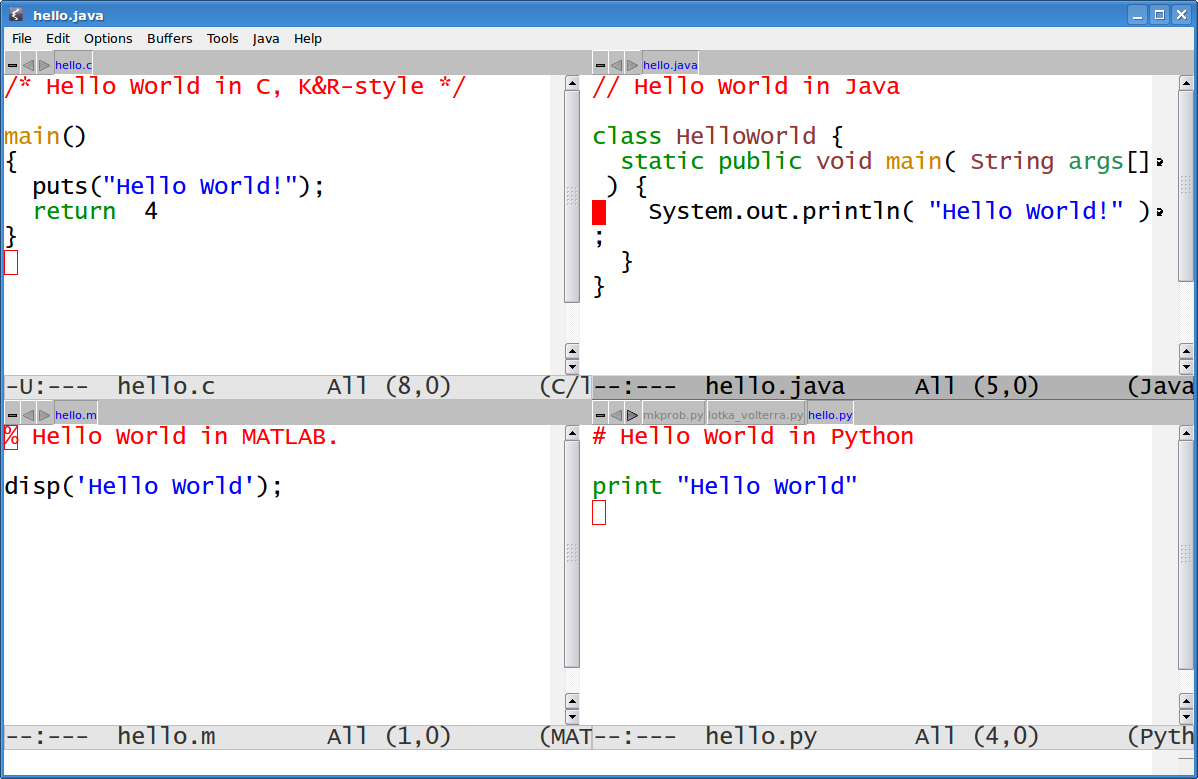 hello.java
File Edit Options Buffers Tools Java Help
hello.c
/* Hello World in C, K&R-style */
main()
{
  puts("Hello World!");
  return  4
}
-U:---  hello.c        All (8,0)      (C/l
hello.java
// Hello World in Java
class HelloWorld {
  static public void main( String args[]
 ) {
    System.out.println( "Hello World!" )
;
  }
}
--:---  hello.java     All (5,0)      (Java
hello.m
% Hello World in MATLAB.
disp('Hello World');
--:---  hello.m        All (1,0)      (MAT
mkprob.py lotka_volterra.py hello.py
# Hello World in Python
print "Hello World"
--:---  hello.py       All (4,0)      (Pyth